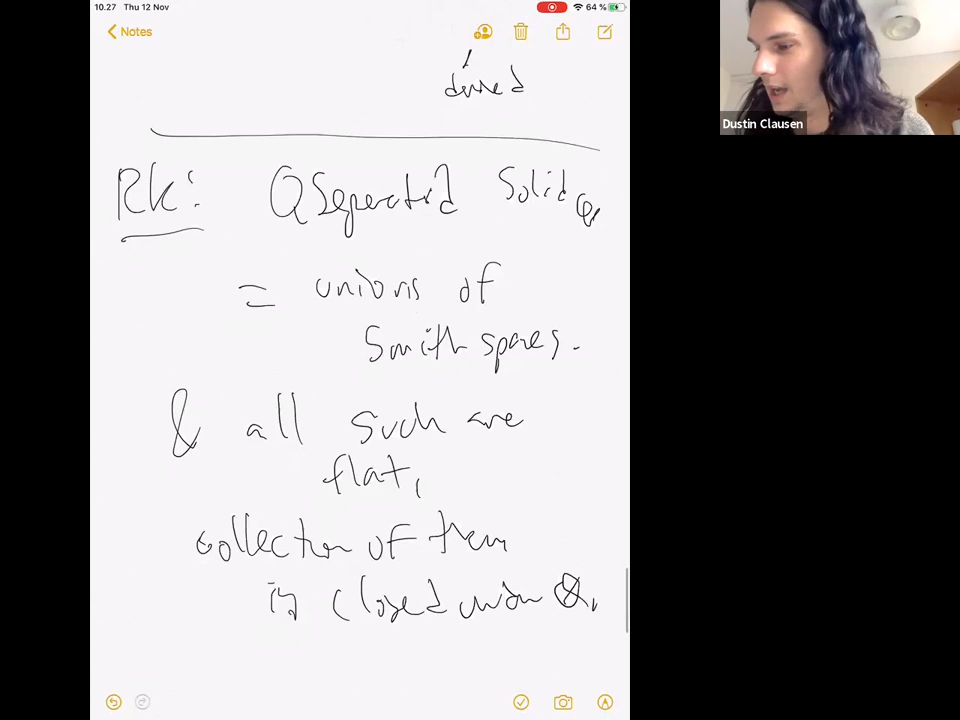 10.27 Thu 12 Nov
64 %
Notes
derived
Dustin Clausen
Rk: QSeparated Solid
= unions of
Smith spaces.
& all such are
flat,
collection of them
is closed under ⊗.